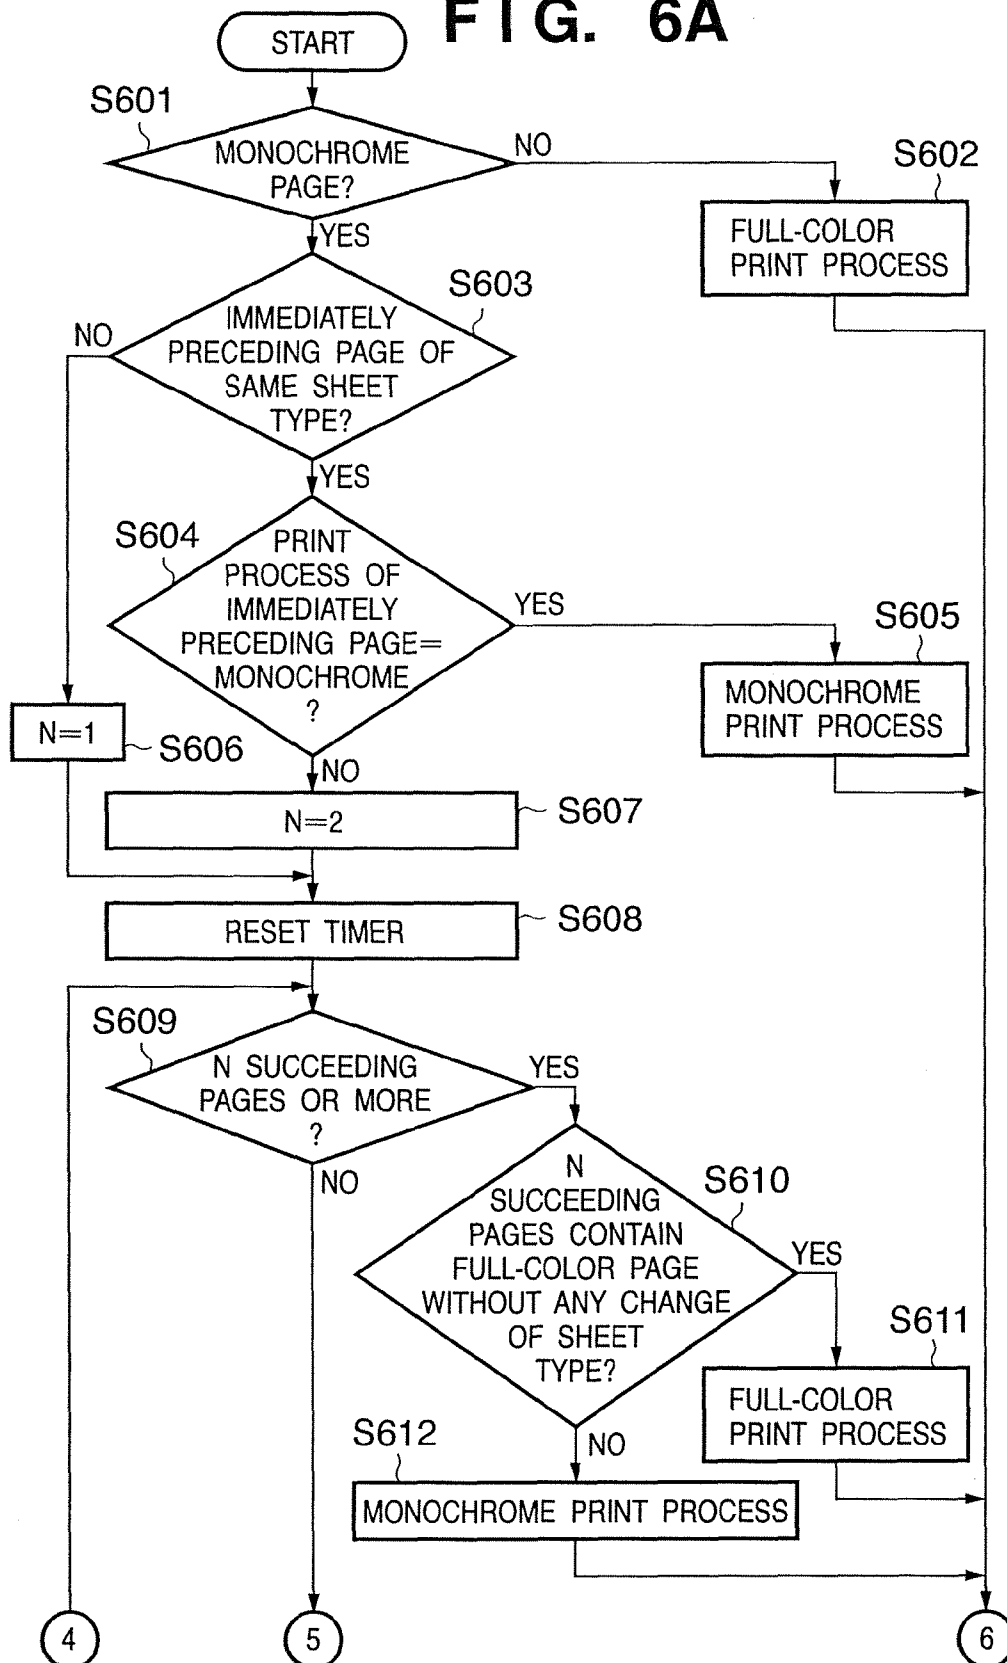 FIG. 6A
START
S601
MONOCHROME
PAGE?
NO
S602
FULL-COLOR
PRINT PROCESS
YES
S603
IMMEDIATELY
PRECEDING PAGE OF
SAME SHEET
TYPE?
NO
YES
S604
PRINT
PROCESS OF
IMMEDIATELY
PRECEDING PAGE=
MONOCHROME
?
YES
S605
MONOCHROME
PRINT PROCESS
N=1
S606
NO
N=2
S607
RESET TIMER
S608
S609
N SUCCEEDING
PAGES OR MORE
?
YES
NO
N
SUCCEEDING
PAGES CONTAIN
FULL-COLOR PAGE
WITHOUT ANY CHANGE
OF SHEET
TYPE?
S610
YES
S611
FULL-COLOR
PRINT PROCESS
NO
S612
MONOCHROME PRINT PROCESS
4
5
6